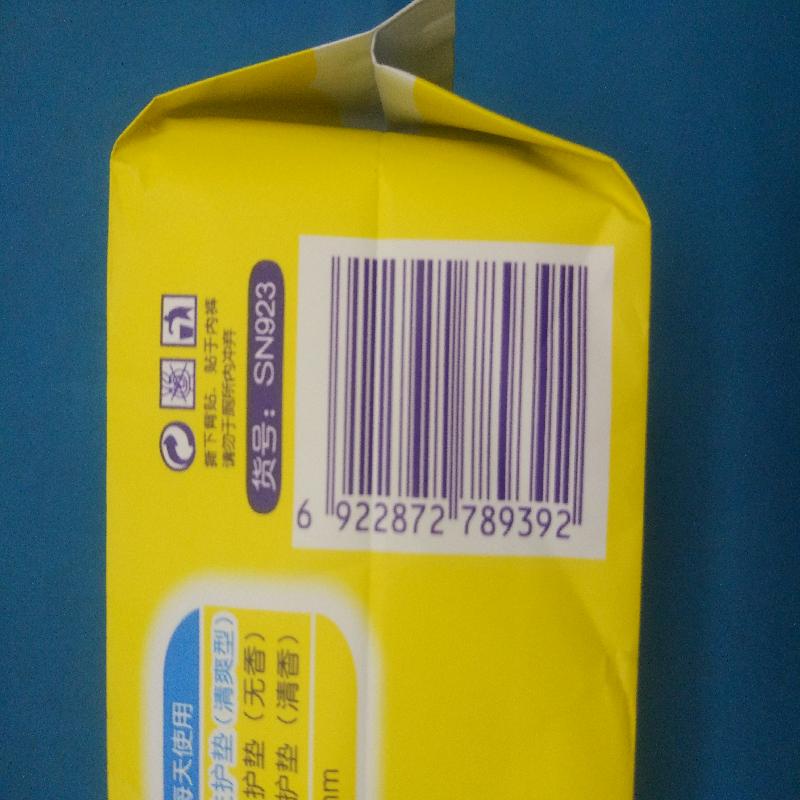 撕下背贴，贴于内裤
请勿于厕所内冲弃
货号：SN923
6 922872 789392
每天使用
护垫（清爽型）
护垫（无香）
护垫（清香）